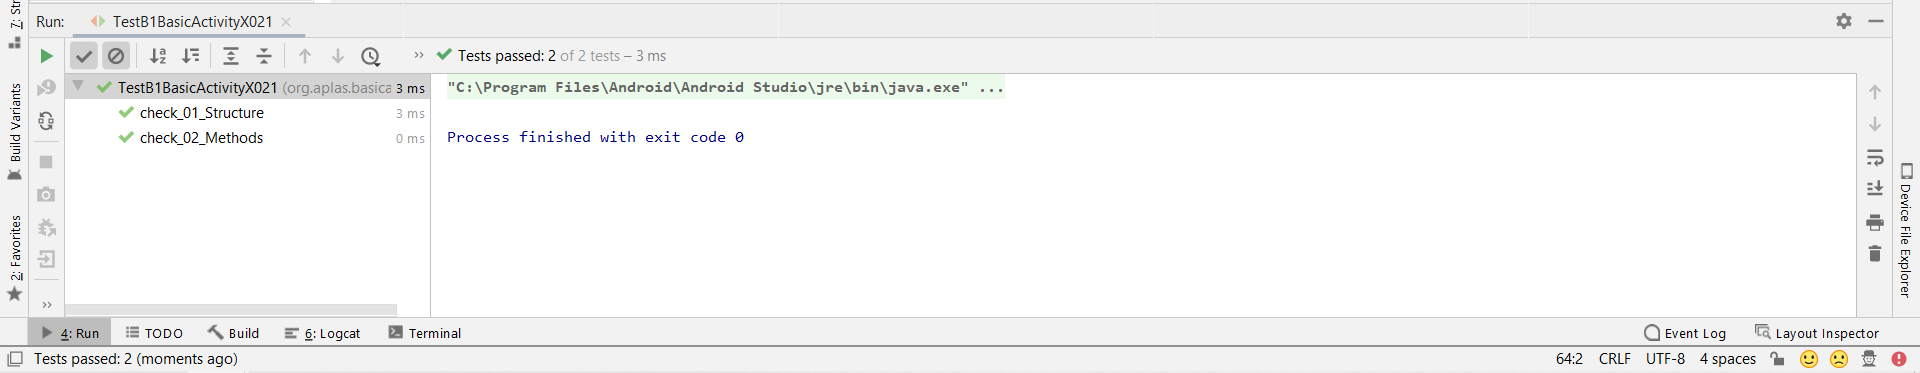 7: Str
Run: TestB1BasicActivityX021
Tests passed: 2 of 2 tests – 3 ms
TestB1BasicActivityX021 (org.aplas.basica 3 ms
check_01_Structure 3 ms
check_02_Methods 0 ms
"C:\Program Files\Android\Android Studio\jre\bin\java.exe" ...
Process finished with exit code 0
Build Variants
2: Favorites
Device File Explorer
4: Run TODO Build 6: Logcat Terminal Event Log Layout Inspector
Tests passed: 2 (moments ago) 64:2 CRLF UTF-8 4 spaces